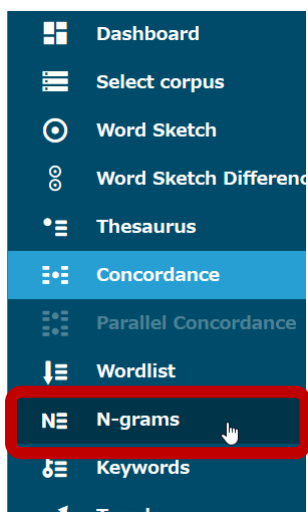 Dashboard
Select corpus
Word Sketch
Word Sketch Differenc
Thesaurus
Concordance
Parallel Concordance
Wordlist
N-grams
Keywords